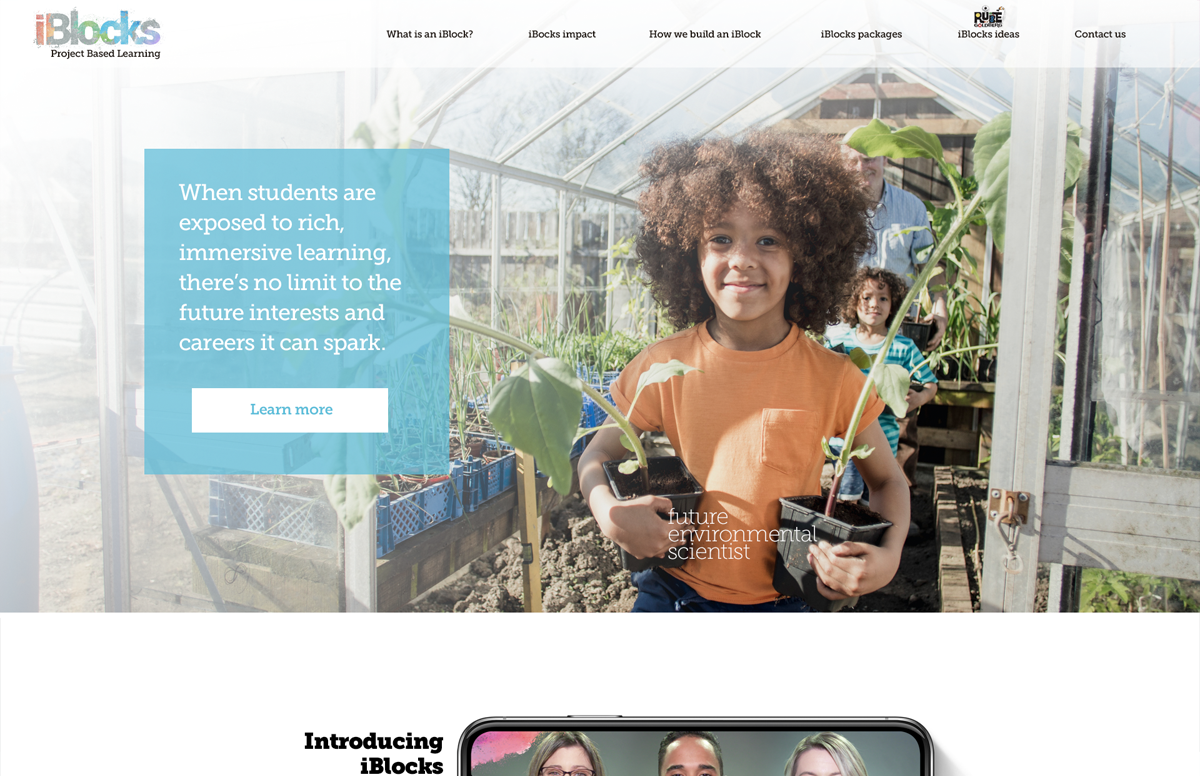 iBlocks
Project Based Learning
What is an iBlock?
iBocks impact
How we build an iBlock
iBlocks packages
RUBE
GOLDBERG
iBlocks ideas
Contact us
When students are
exposed to rich,
immersive learning,
there's no limit to the
future interests and
careers it can spark.
Learn more
future
environmental
scientist
Introducing
iBlocks